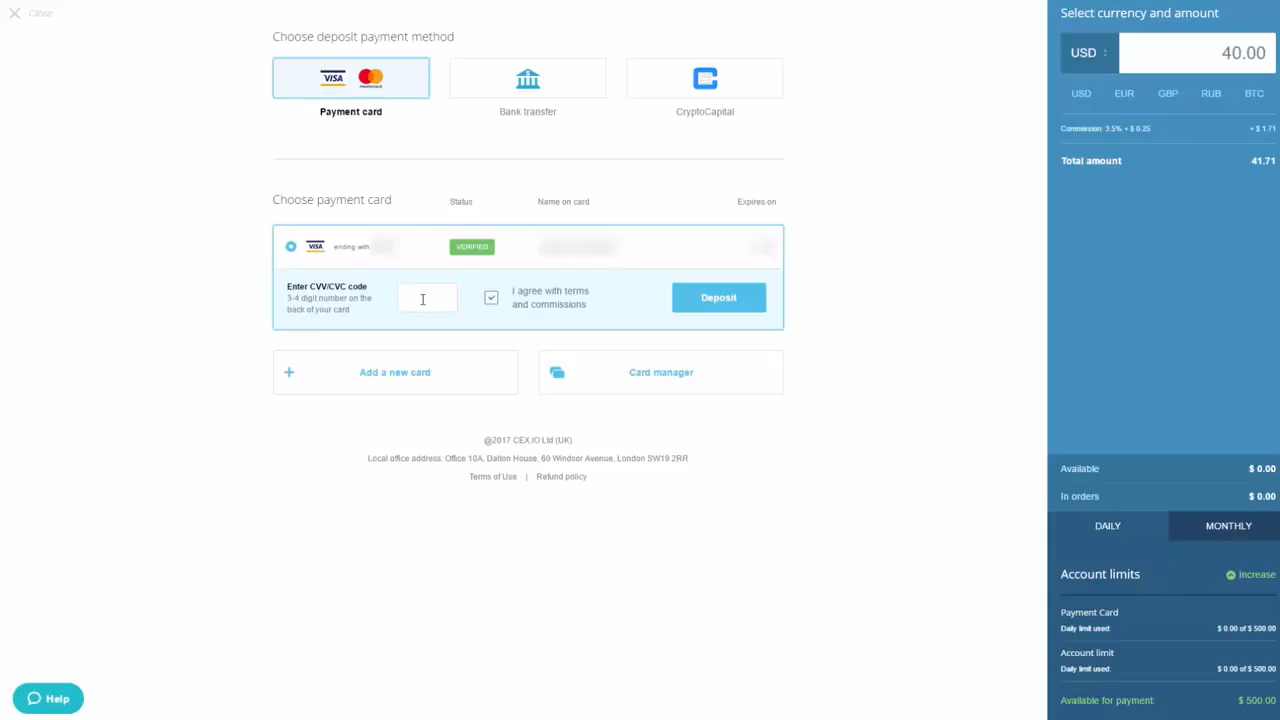 Close
Choose deposit payment method
VISA mastercard
Payment card
Bank transfer
CryptoCapital
Choose payment card
Status
Name on card
Expires on
VISA ending with
VERIFIED
Enter CVV/CVC code
3-4 digit number on the
back of your card
I agree with terms
and commissions
Deposit
Add a new card
Card manager
@2017 CEX.IO Ltd (UK)
Local office address: Office 10A, Dalton House, 60 Windsor Avenue, London SW19 2RR
Terms of Use | Refund policy
Help
Select currency and amount
USD : 40.00
USD EUR GBP RUB BTC
Commission: 3.5% + $ 0.25 + $ 1.71
Total amount 41.71
Available $ 0.00
In orders $ 0.00
DAILY MONTHLY
Account limits Increase
Payment Card
Daily limit used: $ 0.00 of $ 500.00
Account limit
Daily limit used: $ 0.00 of $ 500.00
Available for payment: $ 500.00